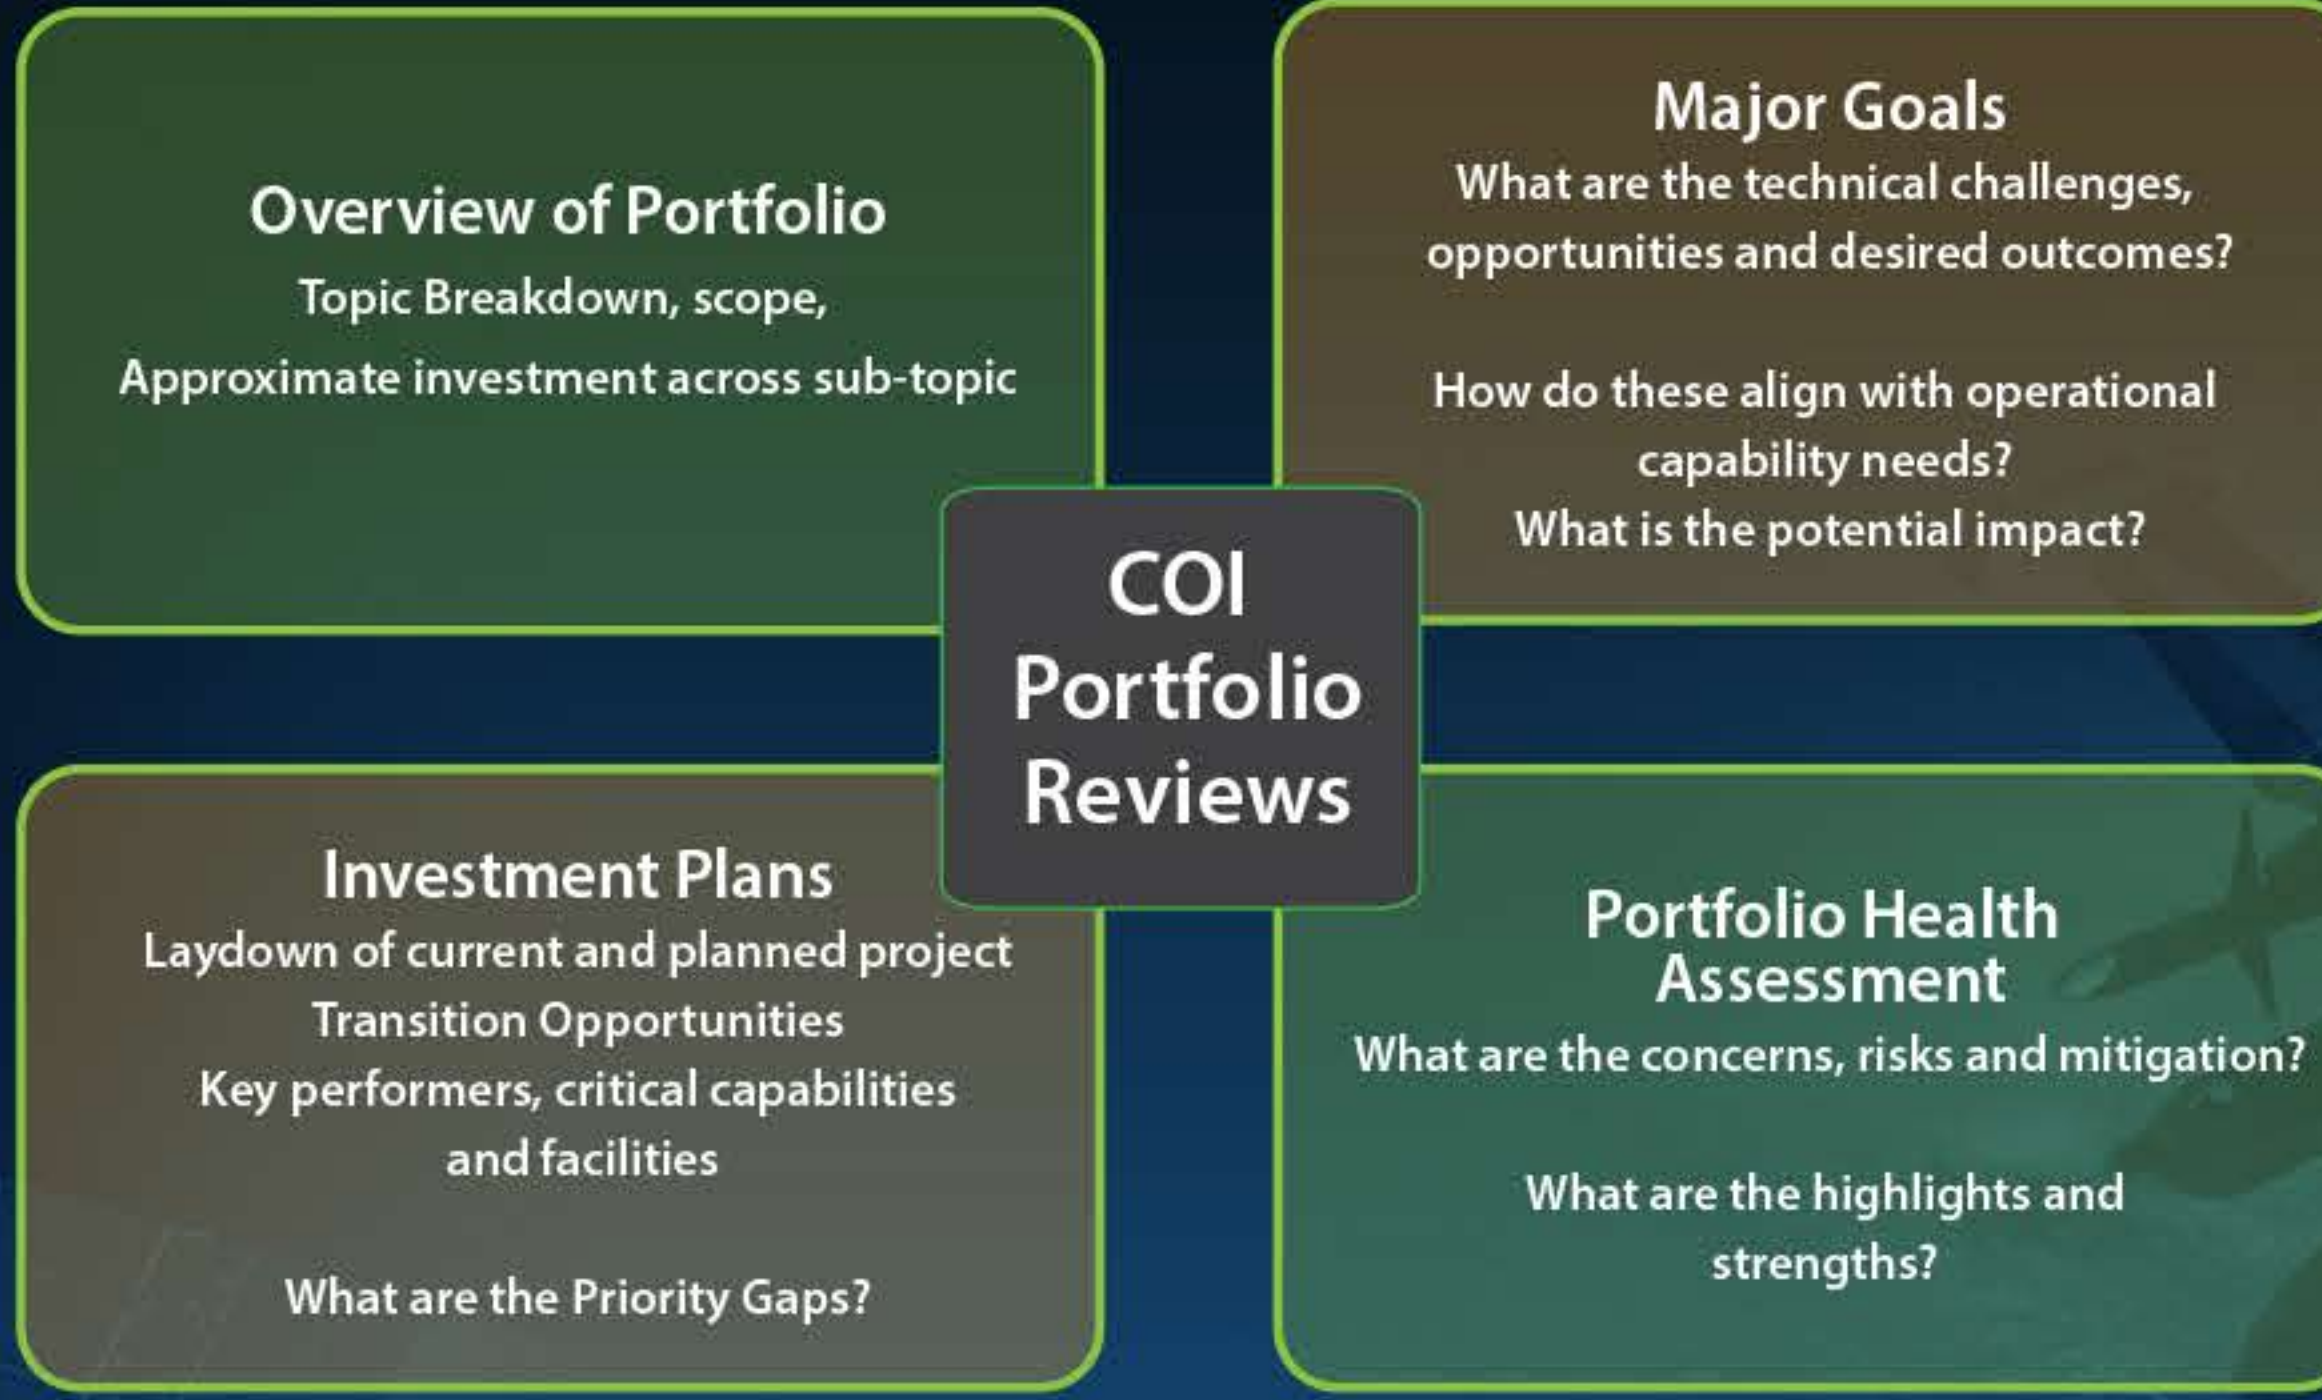 Overview of Portfolio
Topic Breakdown, scope,
Approximate investment across sub-topic
Major Goals
What are the technical challenges,
opportunities and desired outcomes?
How do these align with operational
capability needs?
What is the potential impact?
COI
Portfolio
Reviews
Investment Plans
Laydown of current and planned project
Transition Opportunities
Key performers, critical capabilities
and facilities
What are the Priority Gaps?
Portfolio Health
Assessment
What are the concerns, risks and mitigation?
What are the highlights and
strengths?